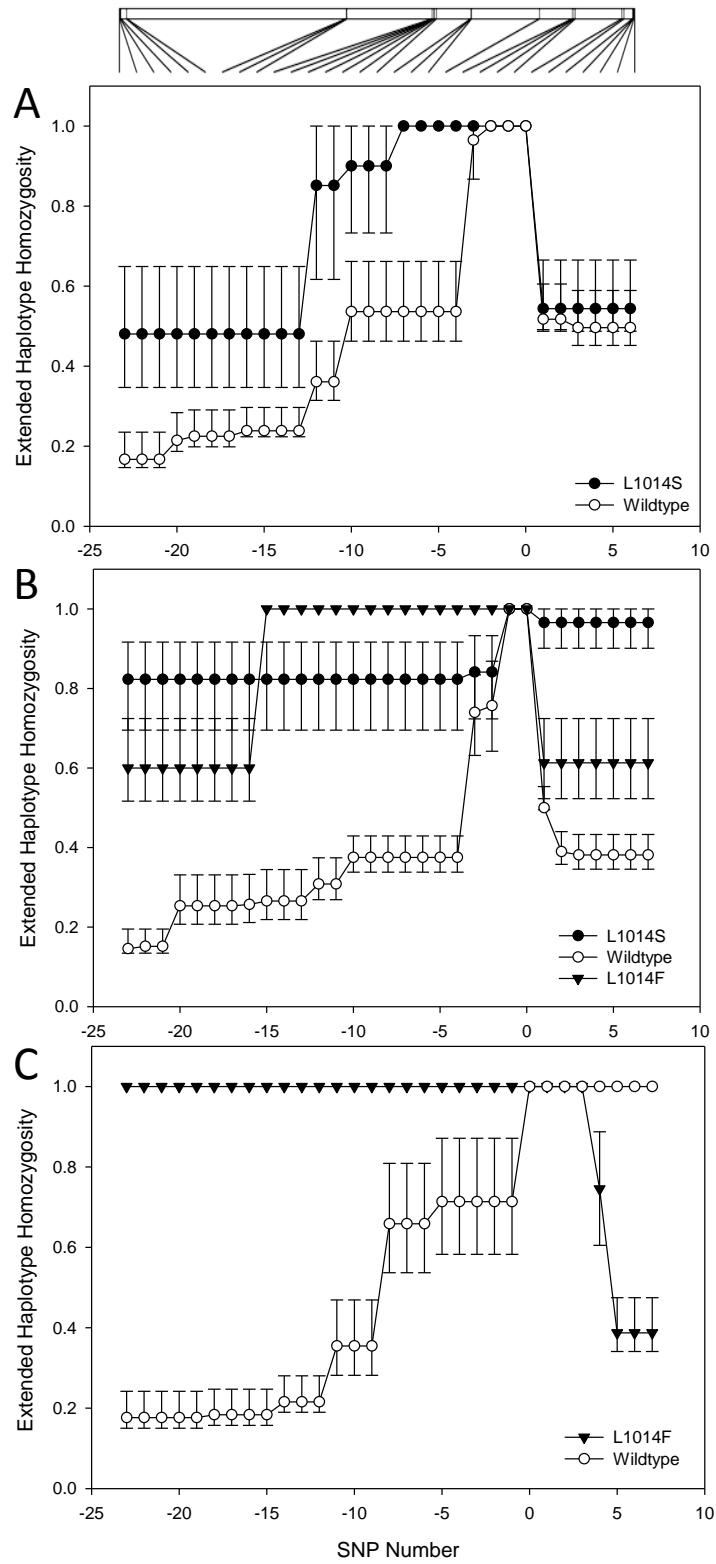 A
Extended Haplotype Homozygosity
1.0
0.8
0.6
0.4
0.2
0.0
L1014S
Wildtype
-25 -20 -15 -10 -5 0 5 10
B
Extended Haplotype Homozygosity
1.0
0.8
0.6
0.4
0.2
0.0
L1014S
Wildtype
L1014F
-25 -20 -15 -10 -5 0 5 10
C
Extended Haplotype Homozygosity
1.0
0.8
0.6
0.4
0.2
0.0
L1014F
Wildtype
-25 -20 -15 -10 -5 0 5 10
SNP Number